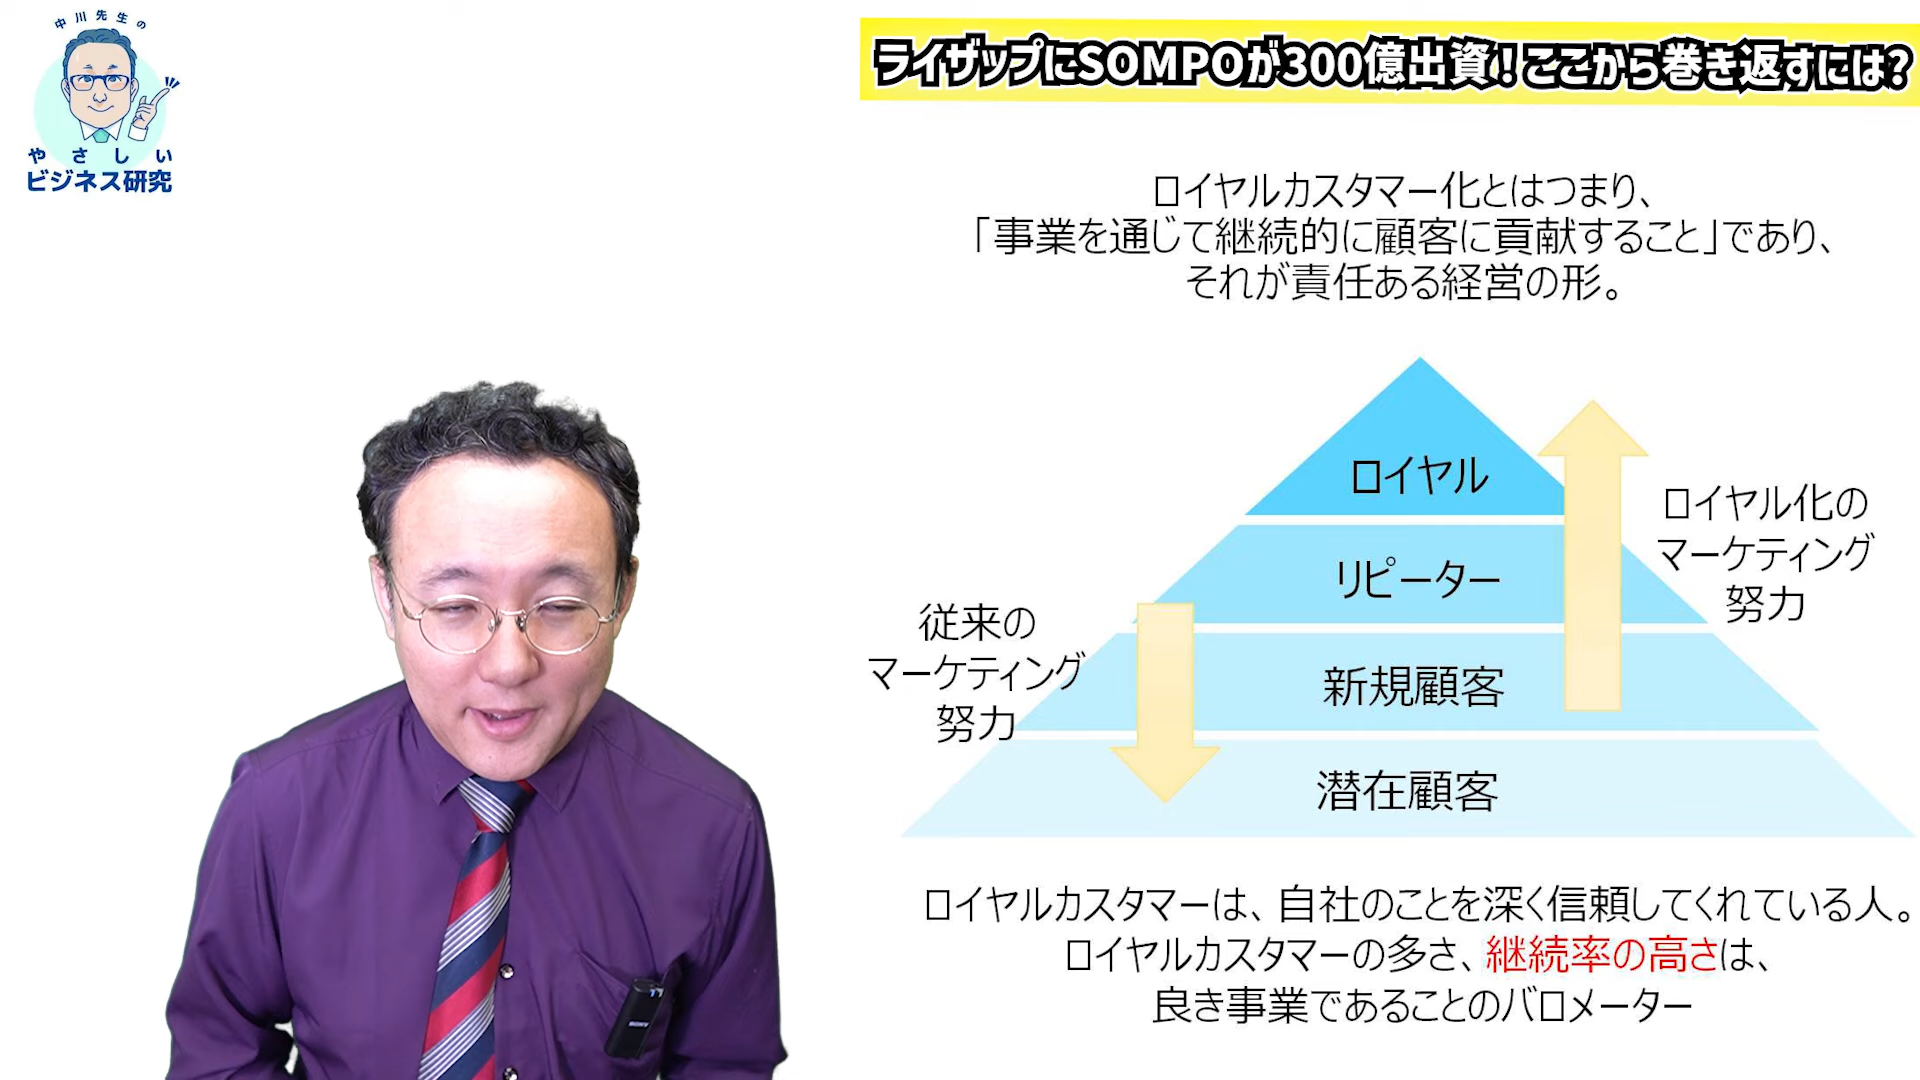 中川先生の
やさしい
ビジネス研究
ライザップにSOMPOが300億出資!ここから巻き返すには?
ロイヤルカスタマー化とはつまり、
「事業を通じて継続的に顧客に貢献すること」であり、
それが責任ある経営の形。
ロイヤル
リピーター
新規顧客
潜在顧客
従来の
マーケティング
努力
ロイヤル化の
マーケティング
努力
ロイヤルカスタマーは、自社のことを深く信頼してくれている人。
ロイヤルカスタマーの多さ、継続率の高さは、
良き事業であることのバロメーター
SONY